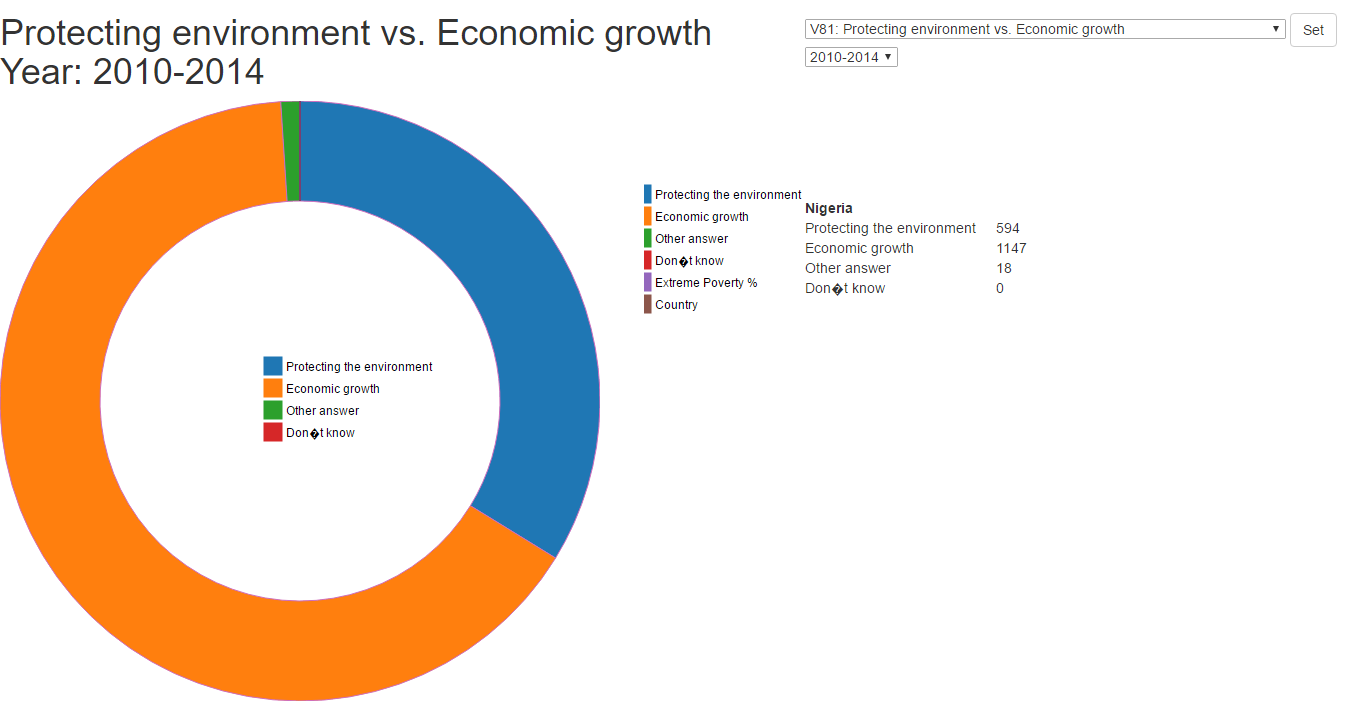 Protecting environment vs. Economic growth
Year: 2010-2014
V81: Protecting environment vs. Economic growth
Set
2010-2014
Protecting the environment
Economic growth
Other answer
Don�t know
Protecting the environment
Economic growth
Other answer
Don�t know
Extreme Poverty %
Country
Nigeria
Protecting the environment 594
Economic growth 1147
Other answer 18
Don�t know 0